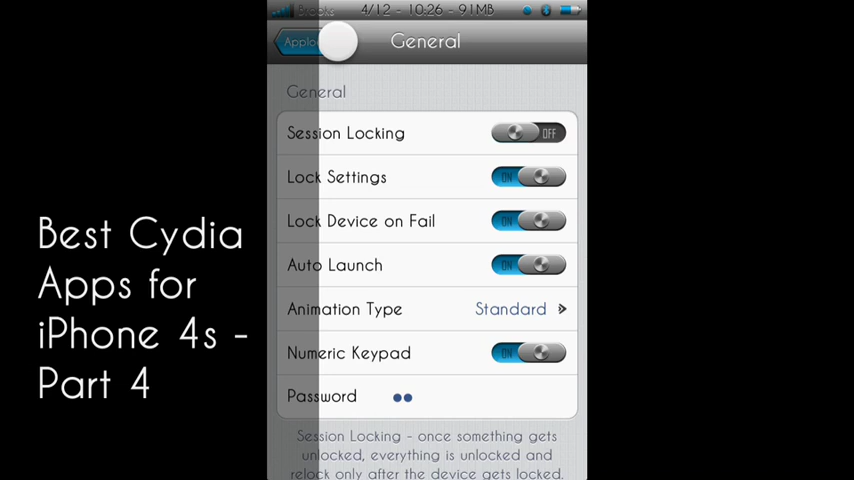 Brooks 4/12 - 10:26 - 91MB
General
General
Session Locking OFF
Lock Settings ON
Lock Device on Fail ON
Auto Launch ON
Animation Type Standard
Numeric Keypad ON
Password
Session Locking - once something gets
unlocked, everything is unlocked and
relock only after the device gets locked.
Best Cydia
Apps for
iPhone 4s -
Part 4